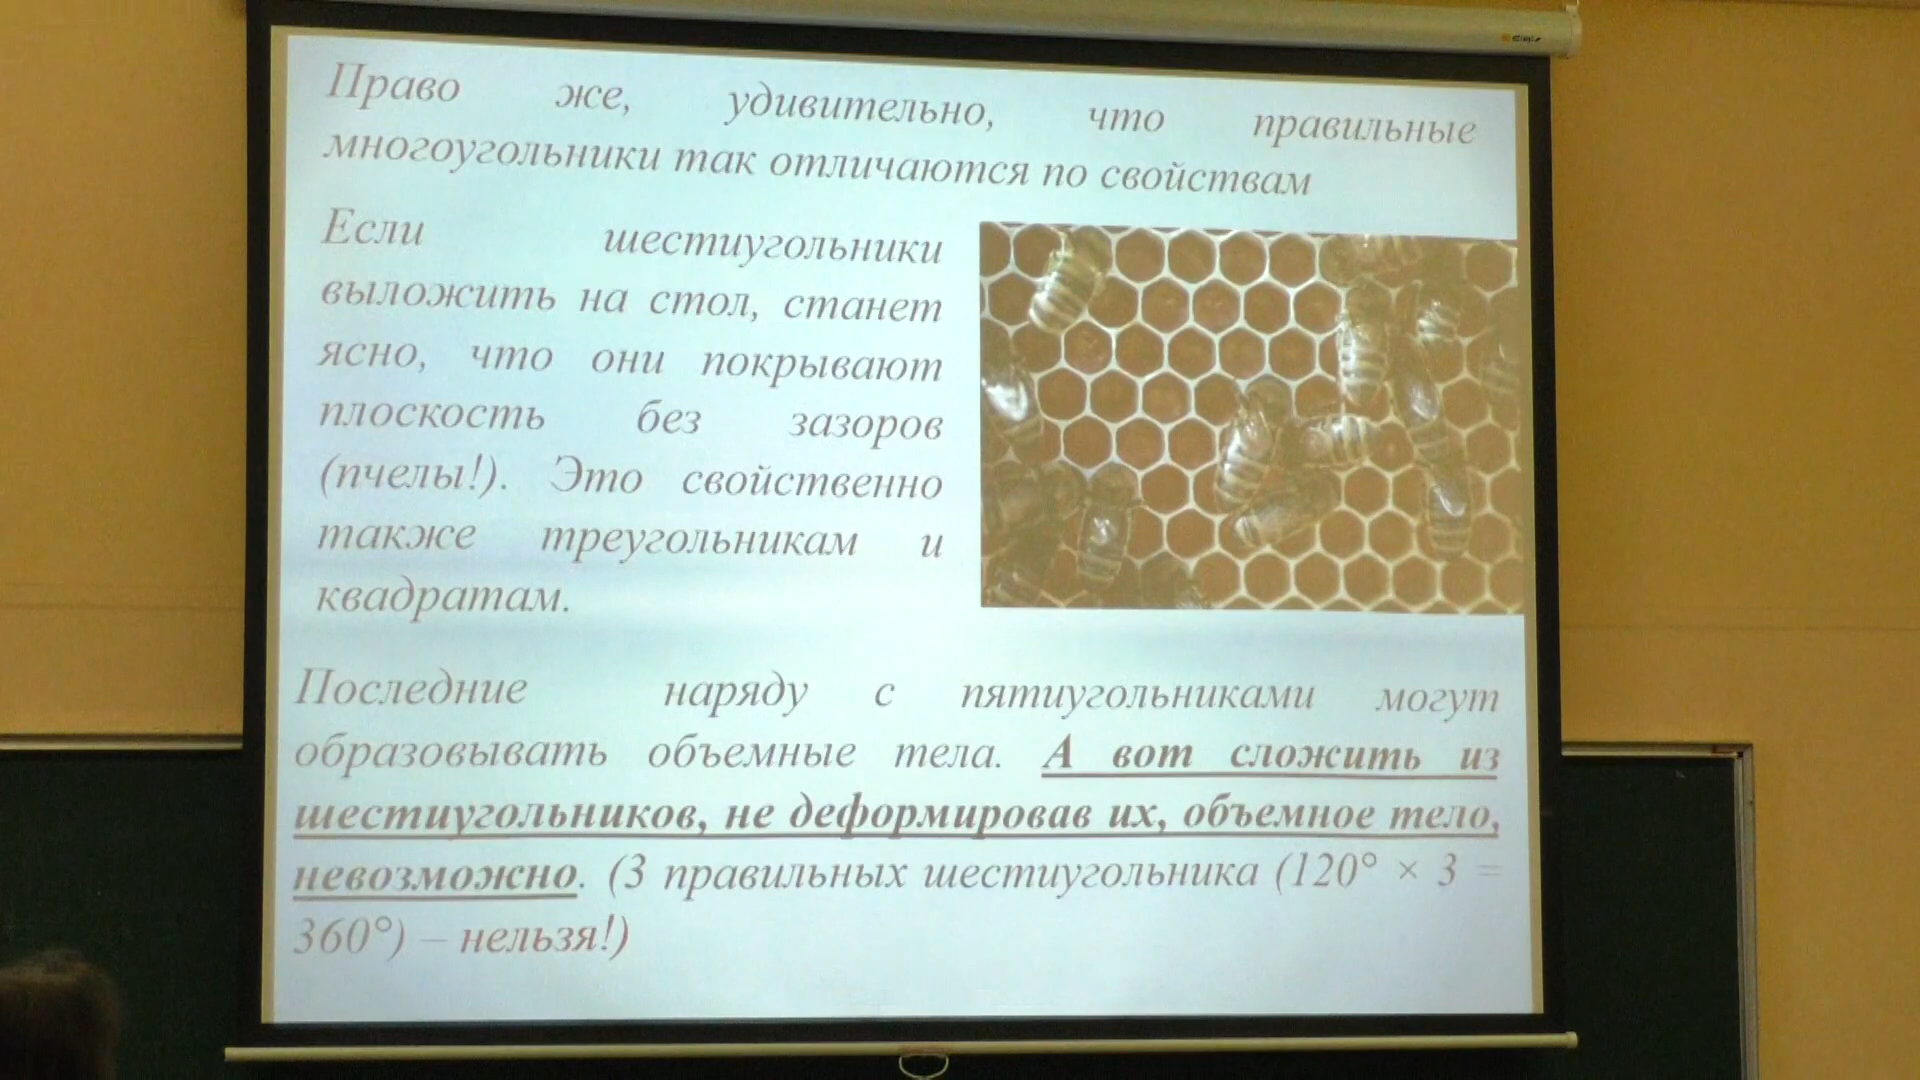 Право же, удивительно, что правильные
многоугольники так отличаются по свойствам
Если шестиугольники
выложить на стол, станет
ясно, что они покрывают
плоскость без зазоров
(пчелы!). Это свойственно
также треугольникам и
квадратам.
Последние наряду с пятиугольниками могут
образовывать объемные тела. А вот сложить из
шестиугольников, не деформировав их, объемное тело,
невозможно. (3 правильных шестиугольника (120° × 3 =
360°) – нельзя!)